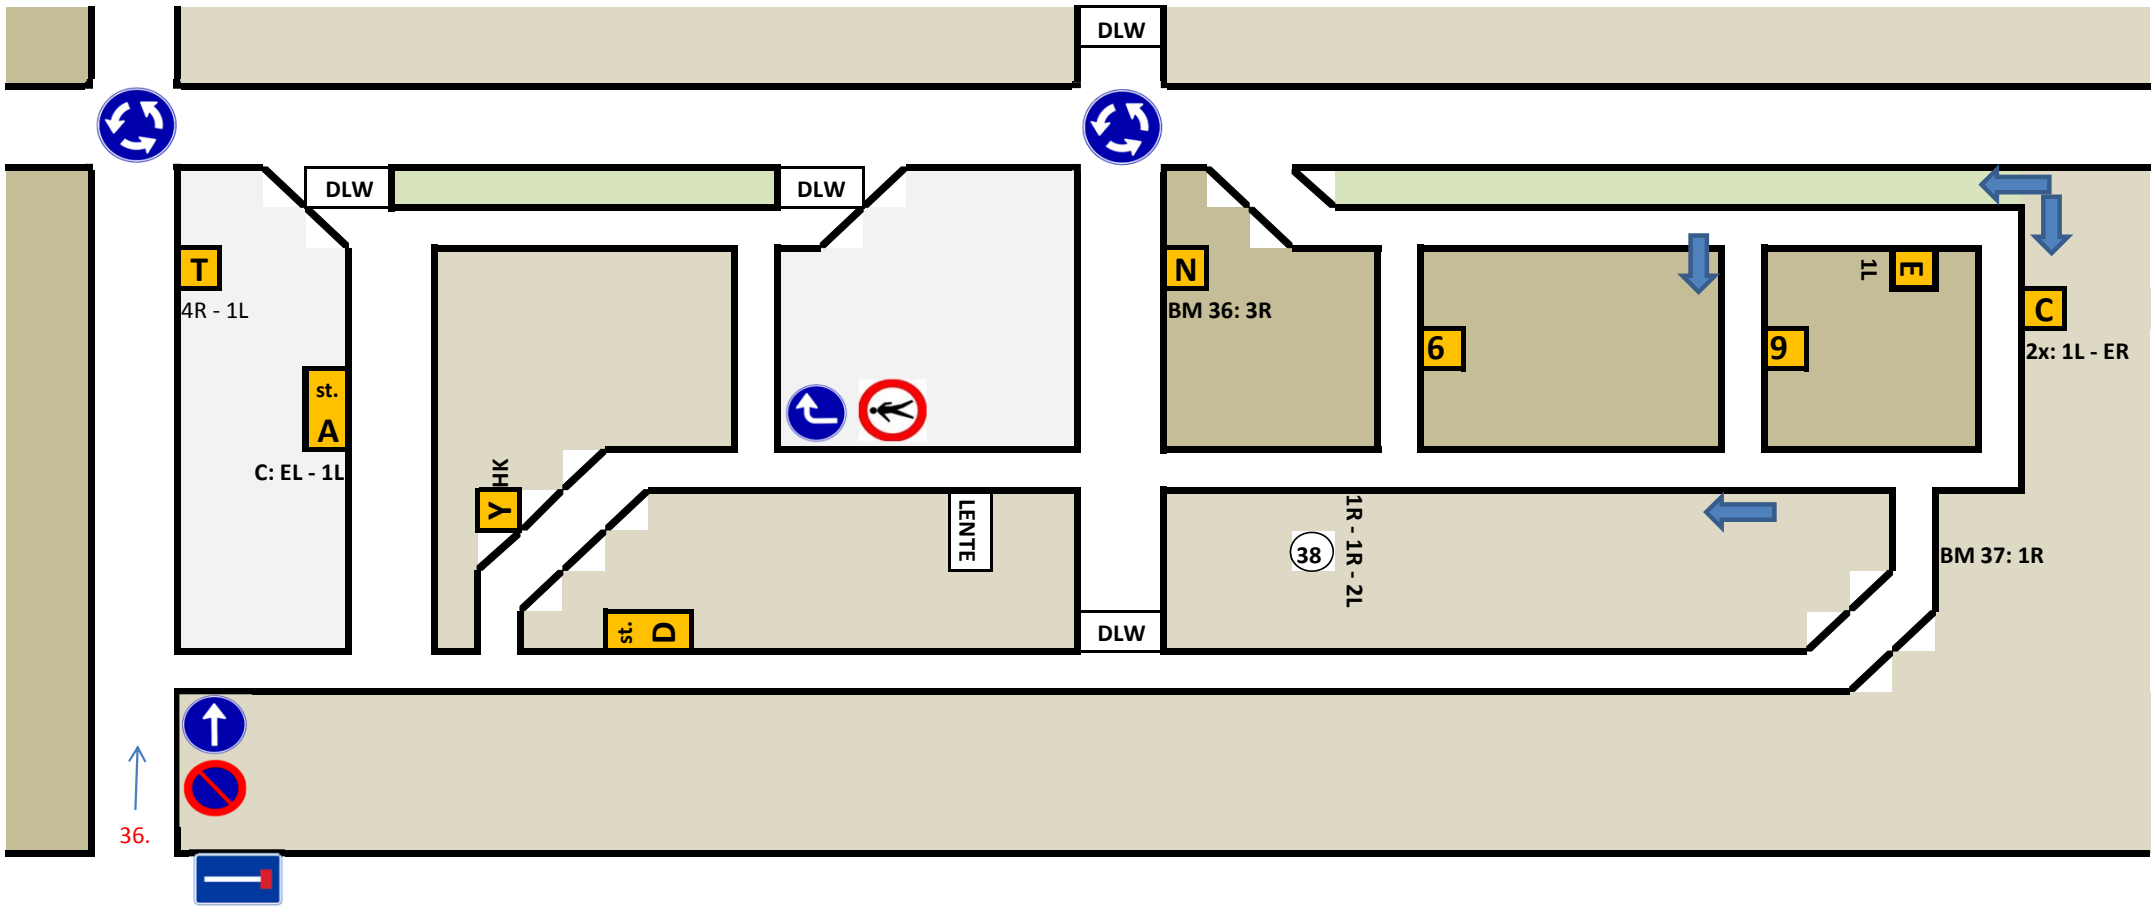 DLW
DLW
DLW
T
4R - 1L
N
BM 36: 3R
1L
E
C
2x: 1L - ER
6
9
st.
A
C: EL - 1L
HK
Y
LENTE
38
1R - 1R - 2L
BM 37: 1R
st.
D
DLW
36.